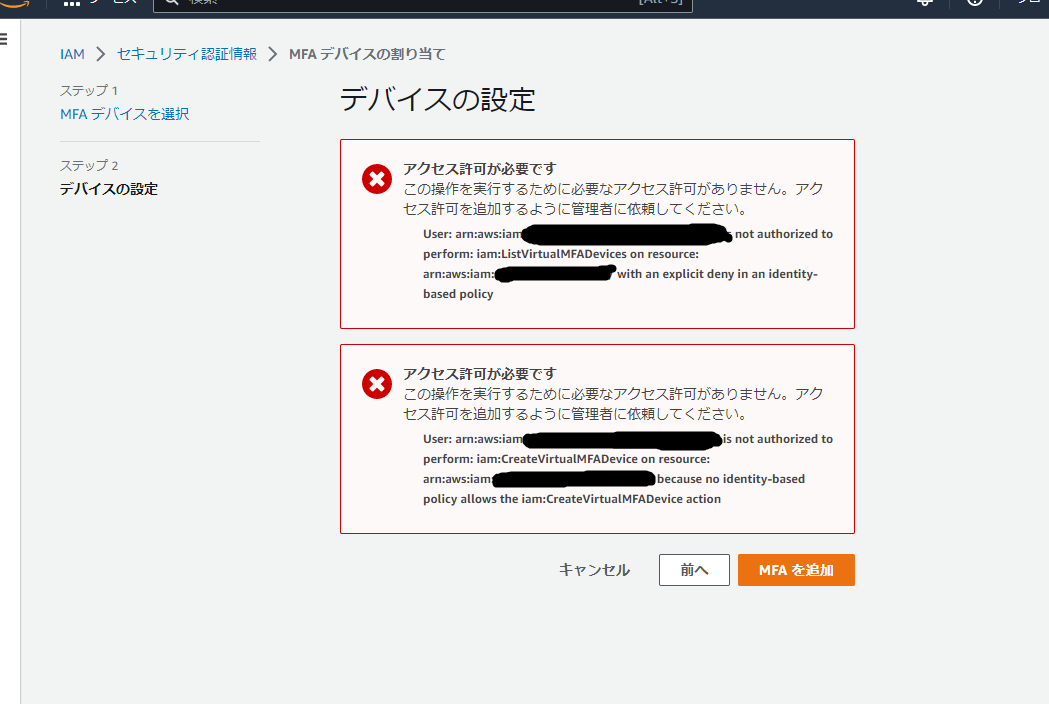 IAM > セキュリティ認証情報 > MFA デバイスの割り当て
ステップ 1
MFA デバイスを選択
ステップ 2
デバイスの設定
デバイスの設定
アクセス許可が必要です
この操作を実行するために必要なアクセス許可がありません。アク
セス許可を追加するように管理者に依頼してください。
User: arn:aws:iam not authorized to
perform: iam:ListVirtualMFADevices on resource:
arn:aws:iam: with an explicit deny in an identity-
based policy
アクセス許可が必要です
この操作を実行するために必要なアクセス許可がありません。アク
セス許可を追加するように管理者に依頼してください。
User: arn:aws:iam is not authorized to
perform: iam:CreateVirtualMFADevice on resource:
arn:aws:iam: because no identity-based
policy allows the iam:CreateVirtualMFADevice action
キャンセル 前へ MFA を追加